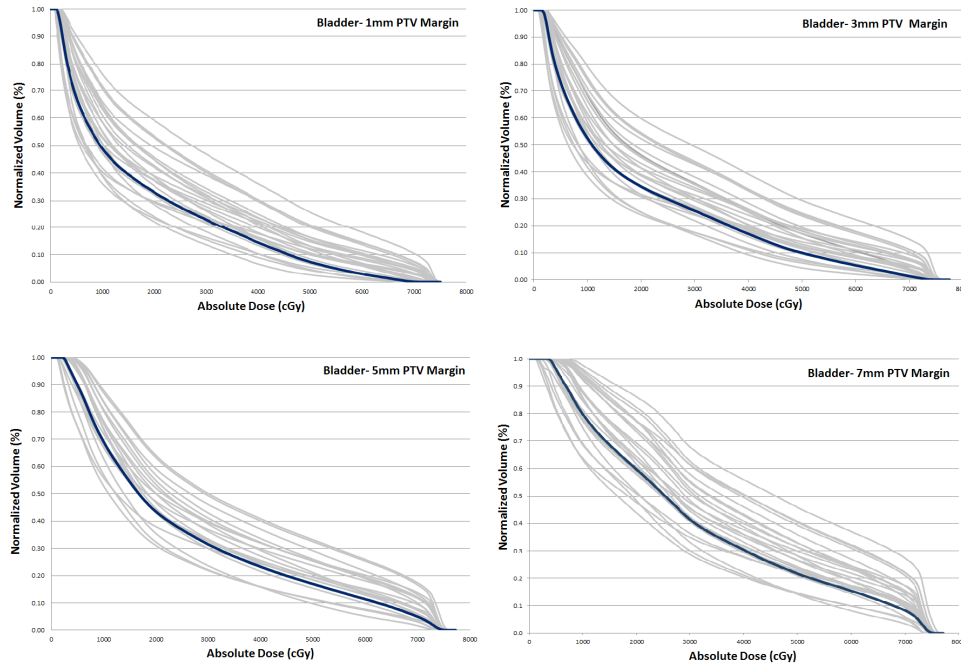 Bladder- 1mm PTV Margin
Normalized Volume (%)
1.00
0.90
0.80
0.70
0.60
0.50
0.40
0.30
0.20
0.10
0.00
0 1000 2000 3000 4000 5000 6000 7000 8000
Absolute Dose (cGy)
Bladder- 3mm PTV Margin
Normalized Volume (%)
1.00
0.90
0.80
0.70
0.60
0.50
0.40
0.30
0.20
0.10
0.00
0 1000 2000 3000 4000 5000 6000 7000
Absolute Dose (cGy)
Bladder- 5mm PTV Margin
Normalized Volume (%)
1.00
0.90
0.80
0.70
0.60
0.50
0.40
0.30
0.20
0.10
0.00
0 1000 2000 3000 4000 5000 6000 7000 8000
Absolute Dose (cGy)
Bladder- 7mm PTV Margin
Normalized Volume (%)
1.0
0.9
0.8
0.7
0.6
0.5
0.4
0.3
0.2
0.1
0.0
0 1000 2000 3000 4000 5000 6000 7000
Absolute Dose (cGy)